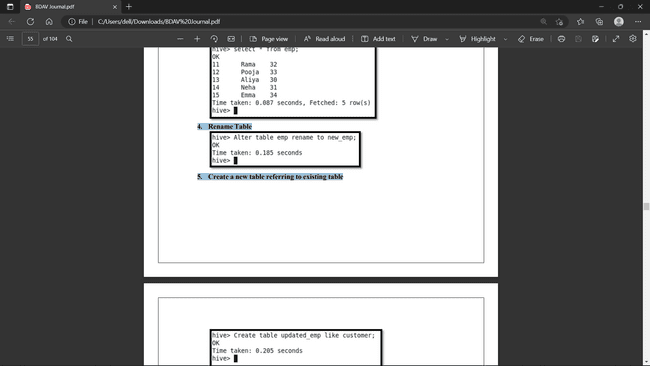 BDAV Journal.pdf
File
C:/Users/dell/Downloads/BDAV%20Journal.pdf
55 of 104
Page view
Read aloud
Add text
Draw
Highlight
Erase
hive> select * from emp;
OK
11 Rama 32
12 Pooja 33
13 Aliya 30
14 Neha 31
15 Emma 34
Time taken: 0.087 seconds, Fetched: 5 row(s)
hive>
4. Rename Table
hive> Alter table emp rename to new_emp;
OK
Time taken: 0.185 seconds
hive>
5. Create a new table referring to existing table
hive> Create table updated_emp like customer;
OK
Time taken: 0.205 seconds
hive>